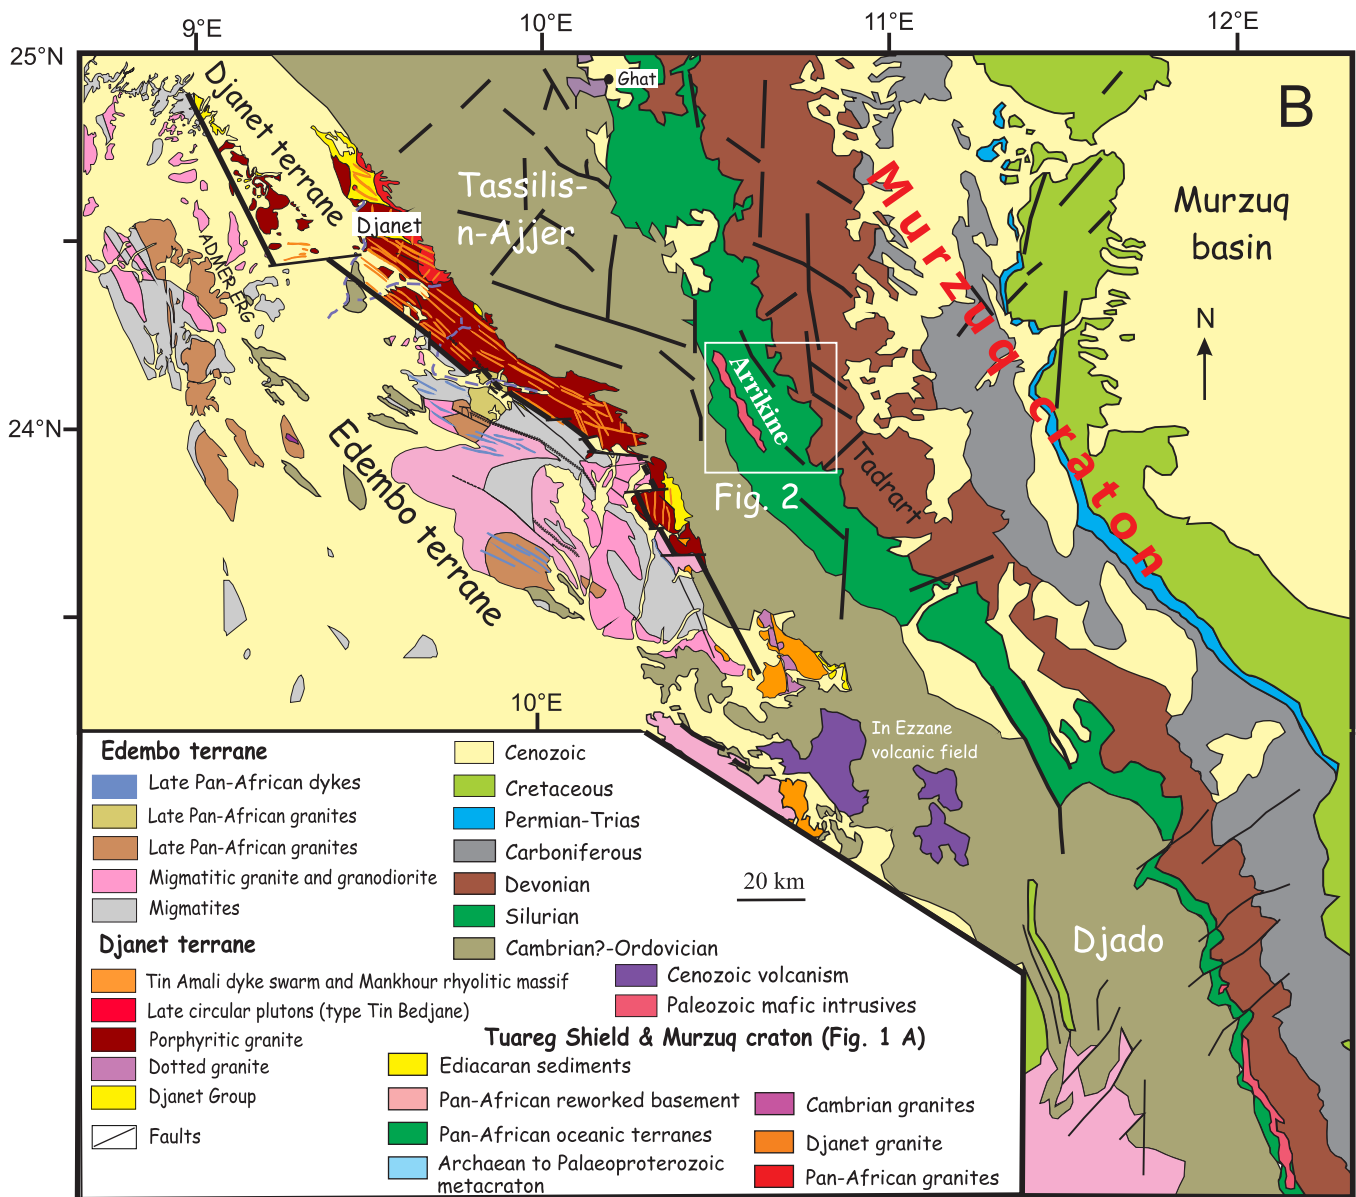 9°E
10°E
11°E
12°E
25°N
B
Ghat
Djanet terrane
Tassilis-
n-Ajjer
Murzuq
basin
Murzuq craton
Djanet
ADMER ERG
N
24°N
Arrikine
Fig. 2
Tadrart
Edembo terrane
10°E
In Ezzane
volcanic field
Djado
20 km
Edembo terrane
Late Pan-African dykes
Late Pan-African granites
Late Pan-African granites
Migmatitic granite and granodiorite
Migmatites
Djanet terrane
Tin Amali dyke swarm and Mankhour rhyolitic massif
Late circular plutons (type Tin Bedjane)
Porphyritic granite
Dotted granite
Djanet Group
Faults
Cenozoic
Cretaceous
Permian-Trias
Carboniferous
Devonian
Silurian
Cambrian?-Ordovician
Cenozoic volcanism
Paleozoic mafic intrusives
Tuareg Shield & Murzuq craton (Fig. 1 A)
Ediacaran sediments
Pan-African reworked basement
Pan-African oceanic terranes
Archaean to Palaeoproterozoic
metacraton
Cambrian granites
Djanet granite
Pan-African granites